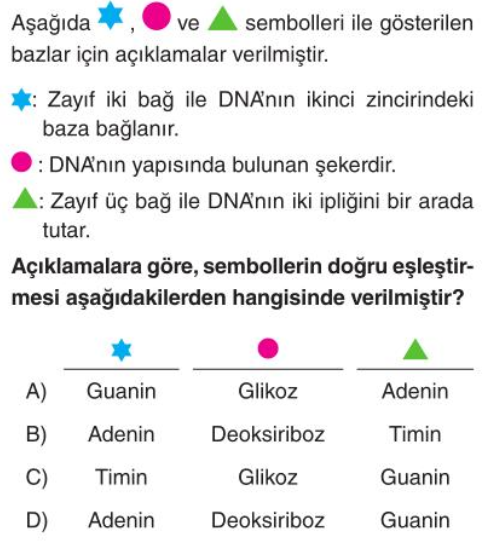 Aşağıda , ve sembolleri ile gösterilen
bazlar için açıklamalar verilmiştir.
: Zayıf iki bağ ile DNA'nın ikinci zincirindeki
baza bağlanır.
: DNA'nın yapısında bulunan şekerdir.
: Zayıf üç bağ ile DNA'nın iki ipliğini bir arada
tutar.
Açıklamalara göre, sembollerin doğru eşleştir-
mesi aşağıdakilerden hangisinde verilmiştir?
A) Guanin Glikoz Adenin
B) Adenin Deoksiriboz Timin
C) Timin Glikoz Guanin
D) Adenin Deoksiriboz Guanin